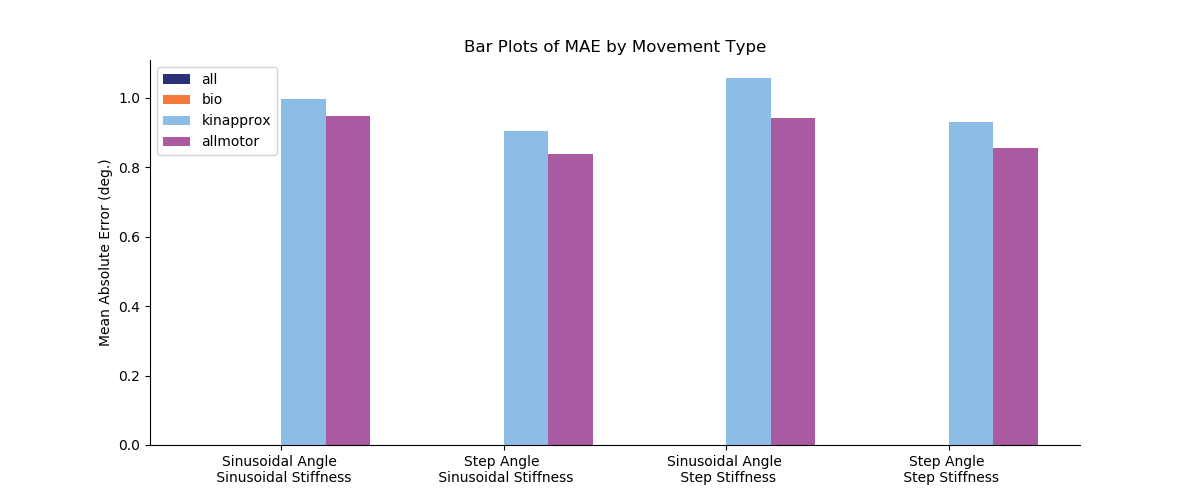 Bar Plots of MAE by Movement Type
all
bio
kinapprox
allmotor
Mean Absolute Error (deg.)
1.0
0.8
0.6
0.4
0.2
0.0
Sinusoidal Angle
Sinusoidal Stiffness
Step Angle
Sinusoidal Stiffness
Sinusoidal Angle
Step Stiffness
Step Angle
Step Stiffness